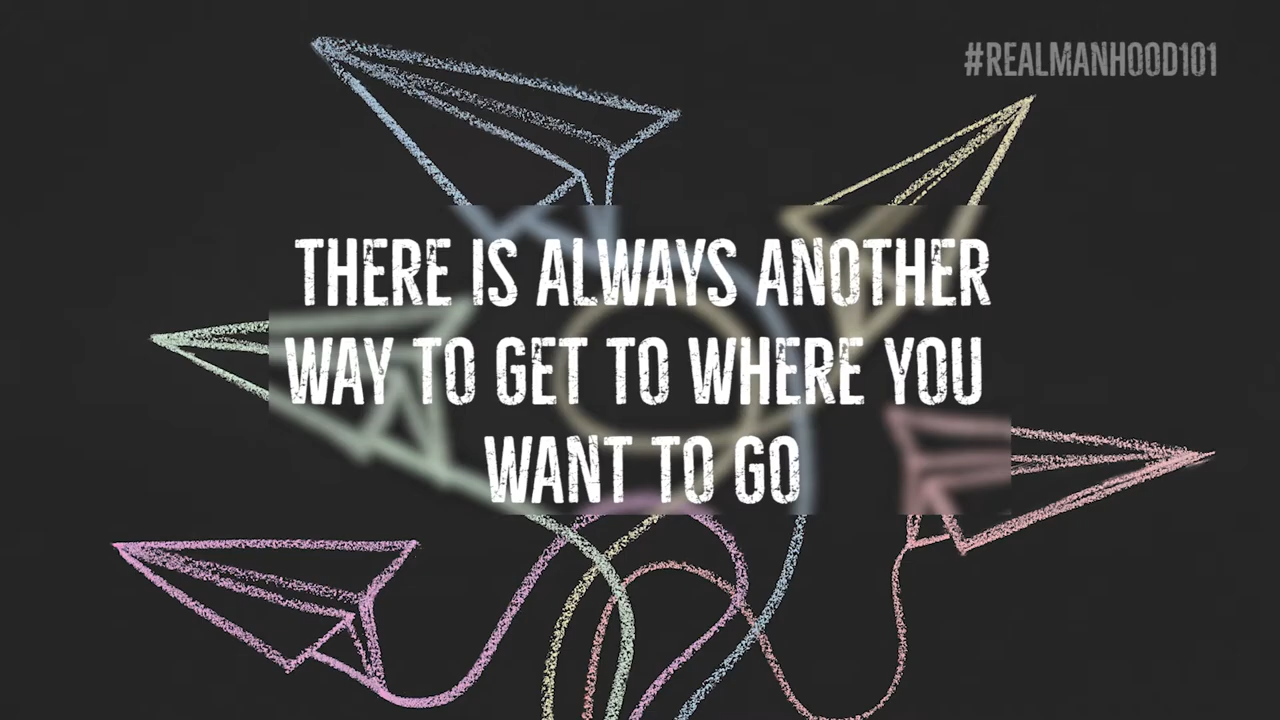 #REALMANHOOD101
THERE IS ALWAYS ANOTHER
WAY TO GET TO WHERE YOU
WANT TO GO